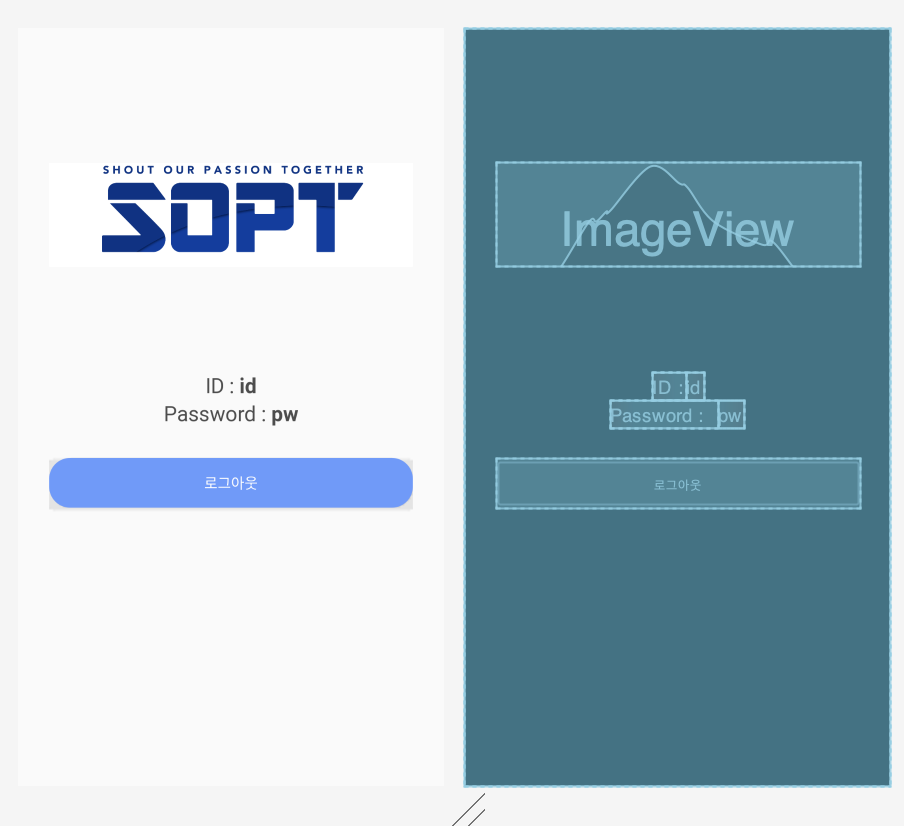 SHOUT OUR PASSION TOGETHER
SOPT
ID : id
Password : pw
로그아웃
ImageView
ID : id
Password : pw
로그아웃